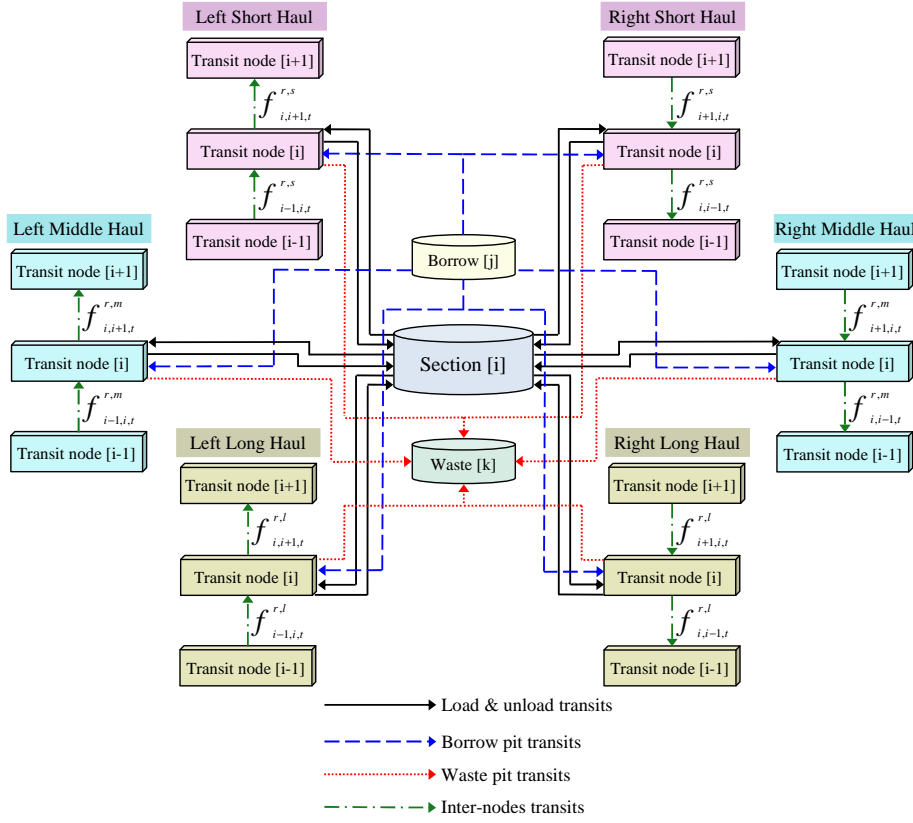 Left Short Haul
Right Short Haul
Transit node [i+1]
Transit node [i+1]
f r,s i,i+1,t
f r,s i+1,i,t
Transit node [i]
Transit node [i]
f r,s i-1,i,t
f r,s i,i-1,t
Left Middle Haul
Transit node [i-1]
Transit node [i-1]
Right Middle Haul
Transit node [i+1]
Borrow [j]
Transit node [i+1]
f r,m i,i+1,t
f r,m i+1,i,t
Transit node [i]
Section [i]
Transit node [i]
f r,m i-1,i,t
f r,m i,i-1,t
Transit node [i-1]
Left Long Haul
Right Long Haul
Transit node [i-1]
Waste [k]
Transit node [i+1]
Transit node [i+1]
f r,l i,i+1,t
f r,l i+1,i,t
Transit node [i]
Transit node [i]
f r,l i-1,i,t
f r,l i,i-1,t
Transit node [i-1]
Transit node [i-1]
Load & unload transits
Borrow pit transits
Waste pit transits
Inter-nodes transits